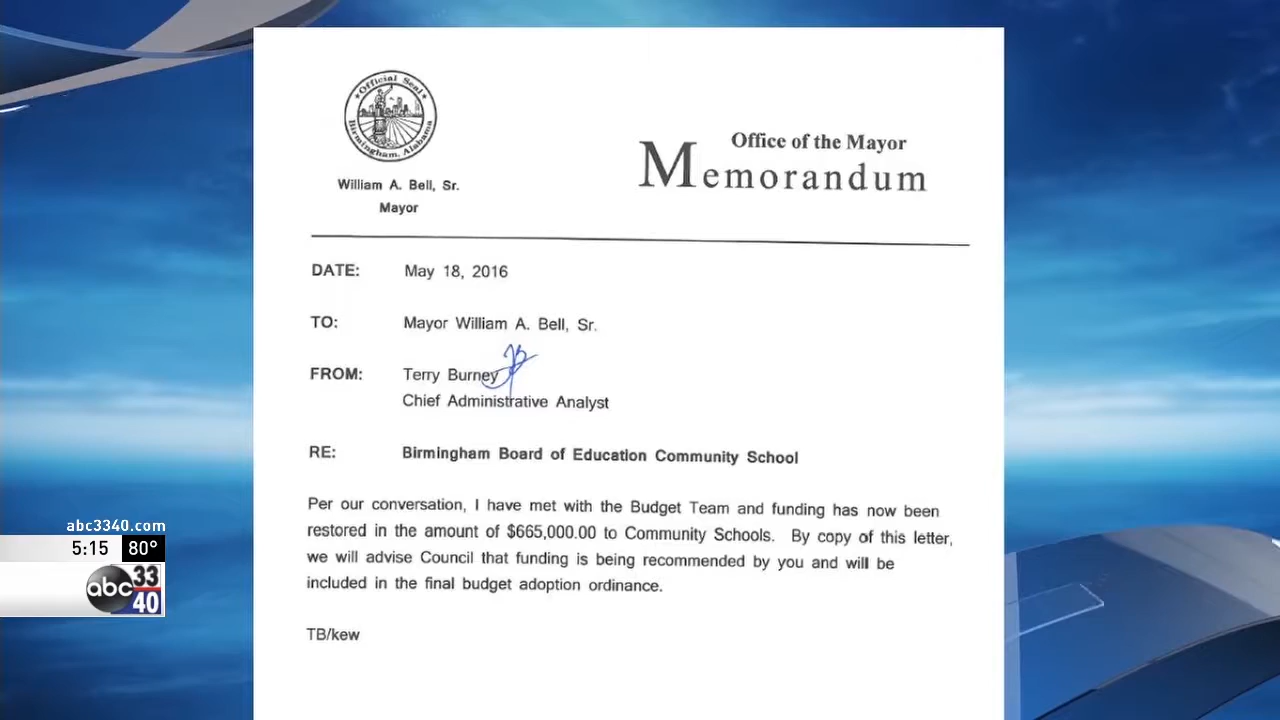 Official Seal
Birmingham, Alabama
William A. Bell, Sr.
Mayor
Office of the Mayor
Memorandum
DATE: May 18, 2016
TO: Mayor William A. Bell, Sr.
FROM: Terry Burney
Chief Administrative Analyst
RE: Birmingham Board of Education Community School
Per our conversation, I have met with the Budget Team and funding has now been
restored in the amount of $665,000.00 to Community Schools. By copy of this letter,
we will advise Council that funding is being recommended by you and will be
included in the final budget adoption ordinance.
TB/kew
abc3340.com
5:15 80°
abc 33
40